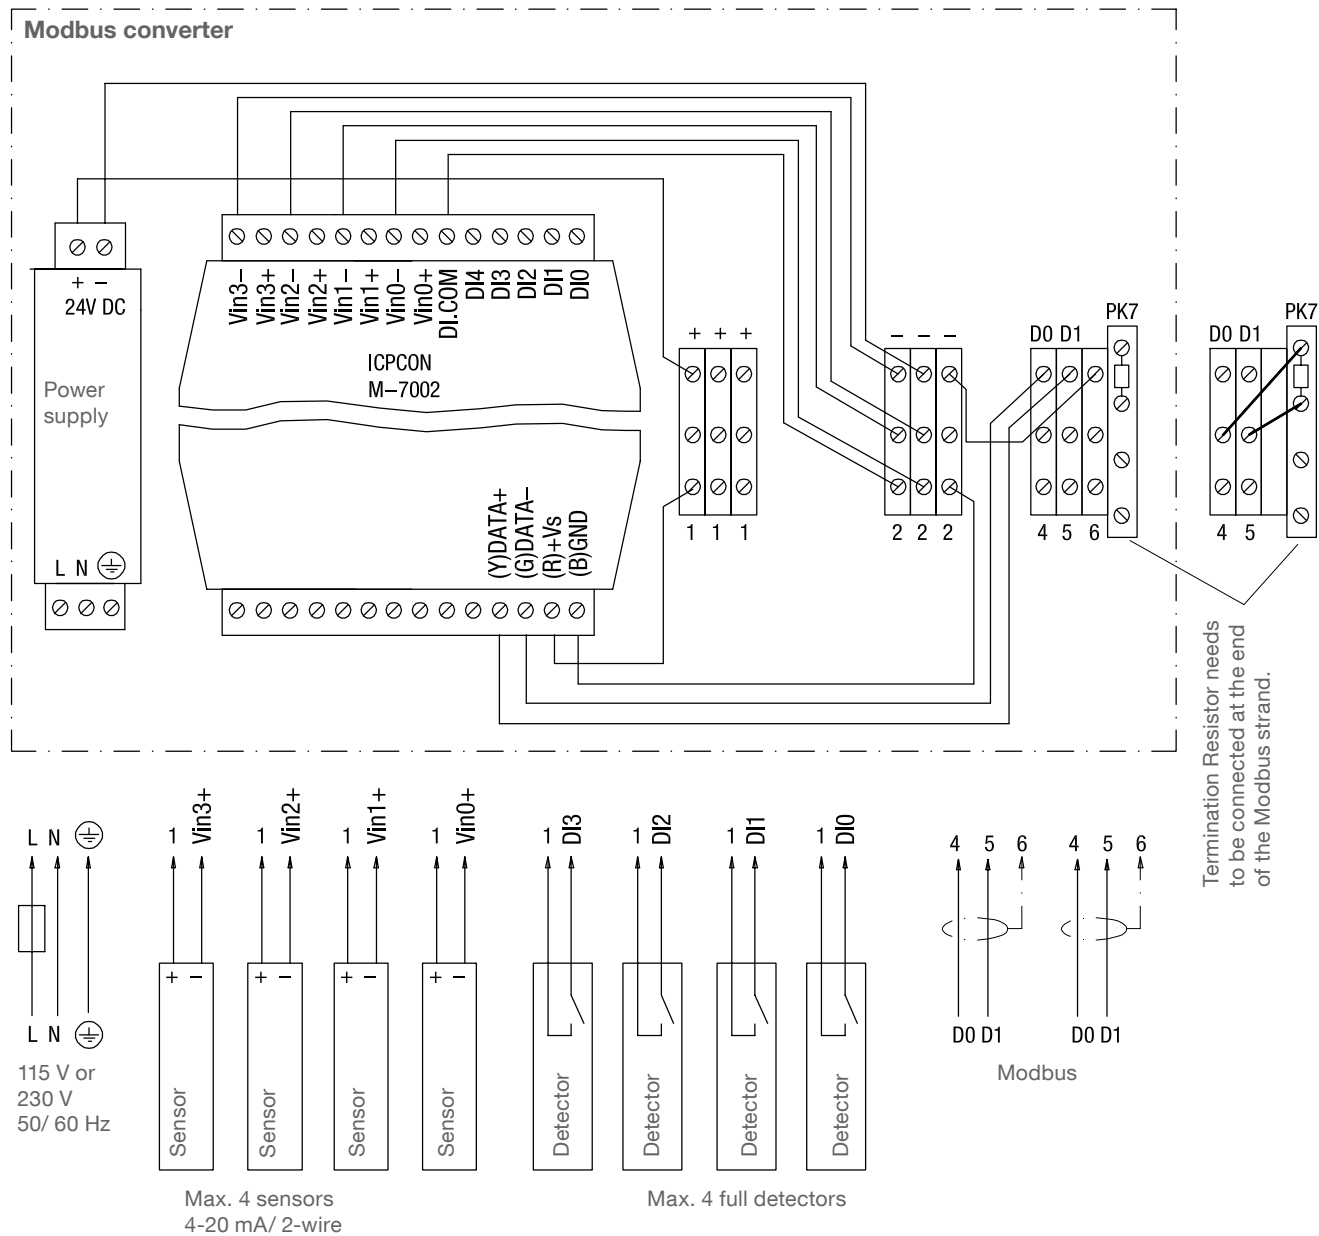 Modbus converter
+ −
24V DC
Power
supply
L N
Vin3−
Vin3+
Vin2−
Vin2+
Vin1−
Vin1+
Vin0−
Vin0+
DI.COM
DI4
DI3
DI2
DI1
DI0
ICPCON
M−7002
(Y)DATA+
(G)DATA−
(R)+Vs
(B)GND
+ + +
1 1 1
− − −
2 2 2
D0 D1
PK7
4 5 6
D0 D1
PK7
4 5
Termination Resistor needs
to be connected at the end
of the Modbus strand.
L N
L N
115 V or
230 V
50/ 60 Hz
1 Vin3+
+ −
Sensor
1 Vin2+
+ −
Sensor
1 Vin1+
+ −
Sensor
1 Vin0+
+ −
Sensor
Max. 4 sensors
4-20 mA/ 2-wire
1 DI3
Detector
1 DI2
Detector
1 DI1
Detector
1 DI0
Detector
Max. 4 full detectors
4 5 6
D0 D1
4 5 6
D0 D1
Modbus